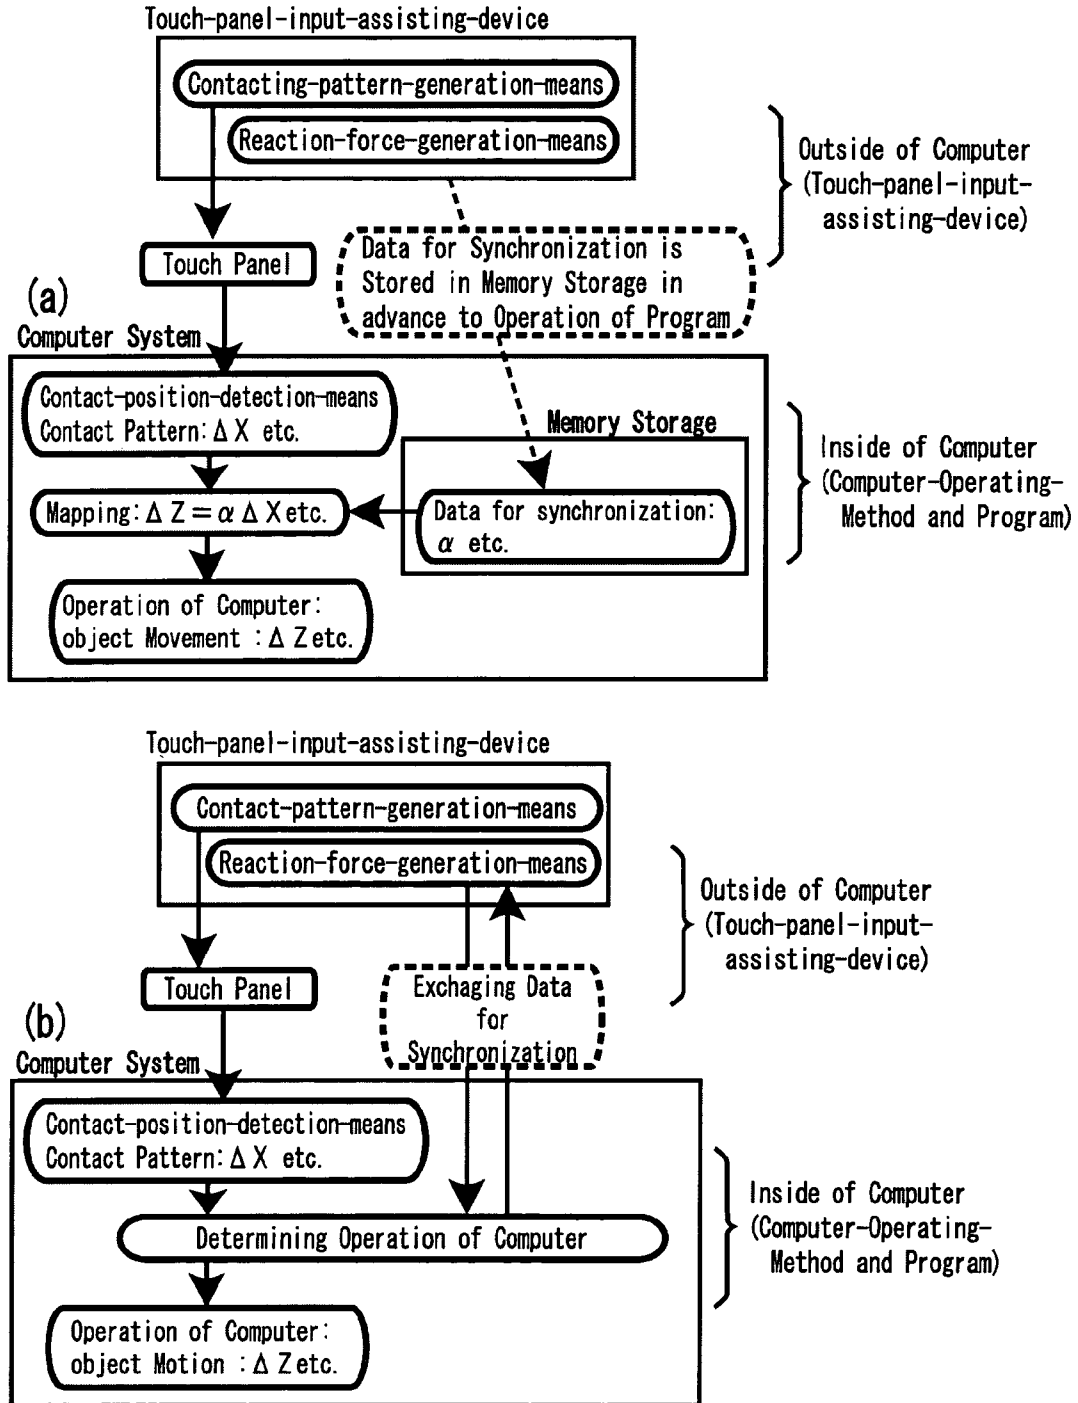 Touch-panel-input-assisting-device
Contacting-pattern-generation-means
Reaction-force-generation-means
Outside of Computer
(Touch-panel-input-
assisting-device)
Data for Synchronization is
Stored in Memory Storage in
advance to Operation of Program
Touch Panel
(a)
Computer System
Contact-position-detection-means
Contact Pattern: Δ X etc.
Memory Storage
Inside of Computer
(Computer-Operating-
Method and Program)
Mapping: Δ Z = α Δ X etc.
Data for synchronization:
α etc.
Operation of Computer:
object Movement : Δ Z etc.
Touch-panel-input-assisting-device
Contact-pattern-generation-means
Reaction-force-generation-means
Outside of Computer
(Touch-panel-input-
assisting-device)
Touch Panel
Exchaging Data
for
Synchronization
(b)
Computer System
Contact-position-detection-means
Contact Pattern: Δ X etc.
Inside of Computer
(Computer-Operating-
Method and Program)
Determining Operation of Computer
Operation of Computer:
object Motion : Δ Z etc.